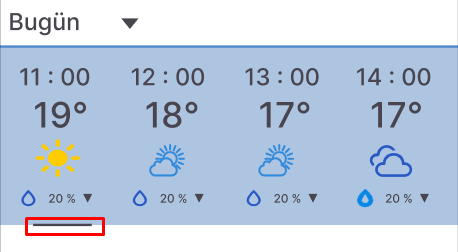 Bugün ▼
11 : 00 12 : 00 13 : 00 14 : 00
19° 18° 17° 17°
20 % ▼ 20 % ▼ 20 % ▼ 20 % ▼